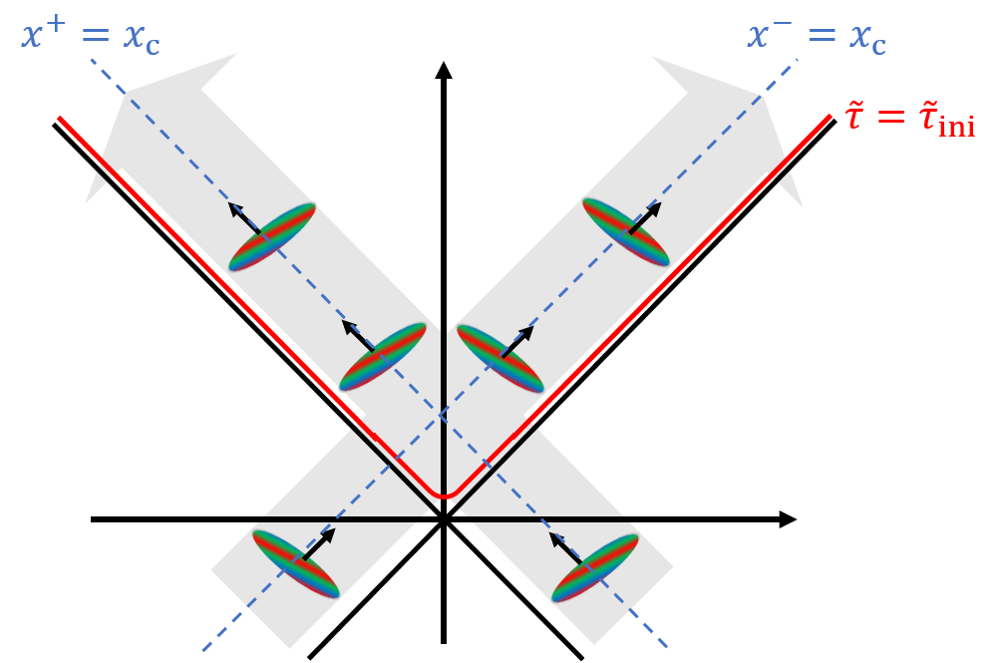 x⁺ = x_c
x⁻ = x_c
τ̃ = τ̃_ini